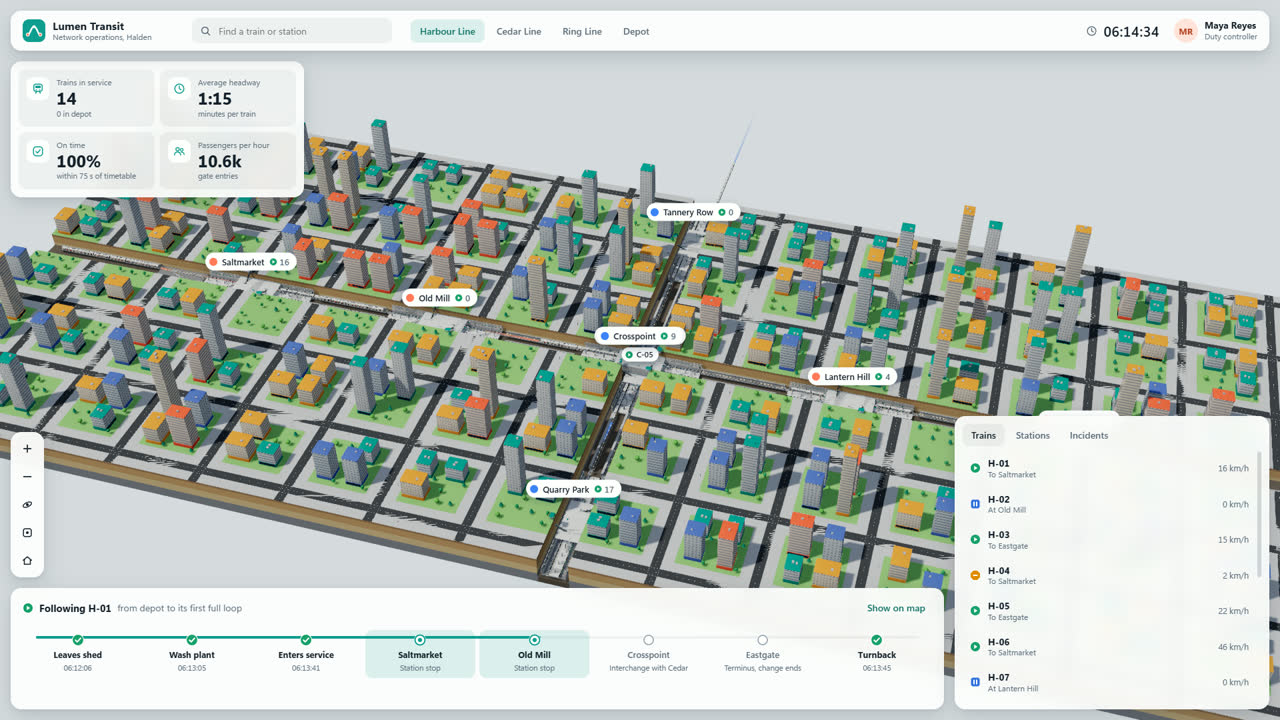 Lumen Transit
Network operations, Halden
Find a train or station
Harbour Line
Cedar Line
Ring Line
Depot
06:14:34
MR
Maya Reyes
Duty controller
Trains in service
14
0 in depot
Average headway
1:15
minutes per train
On time
100%
within 75 s of timetable
Passengers per hour
10.6k
gate entries
Tannery Row 0
Saltmarket 16
Old Mill 0
Crosspoint 9
C-05
Lantern Hill 4
Quarry Park 17
Trains
Stations
Incidents
H-01
To Saltmarket
16 km/h
H-02
At Old Mill
0 km/h
H-03
To Eastgate
15 km/h
H-04
To Saltmarket
2 km/h
H-05
To Eastgate
22 km/h
H-06
To Saltmarket
46 km/h
H-07
At Lantern Hill
0 km/h
Following H-01 from depot to its first full loop
Show on map
Leaves shed
06:12:06
Wash plant
06:13:05
Enters service
06:13:41
Saltmarket
Station stop
Old Mill
Station stop
Crosspoint
Interchange with Cedar
Eastgate
Terminus, change ends
Turnback
06:13:45